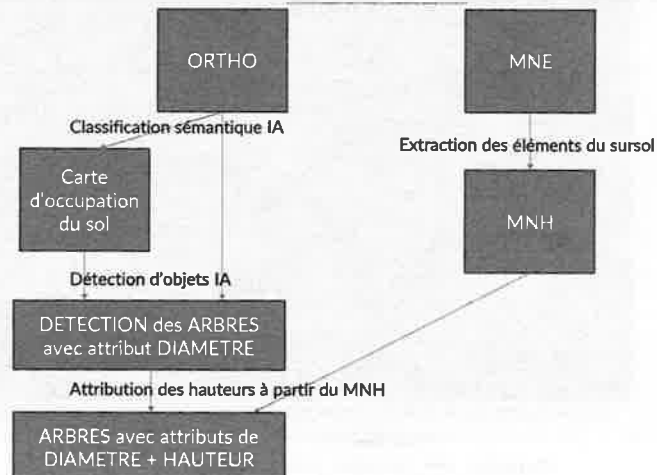 ORTHO
MNE
Classification sémantique IA
Extraction des éléments du sursol
Carte
d'occupation
du sol
MNH
Détection d'objets IA
DETECTION des ARBRES
avec attribut DIAMETRE
Attribution des hauteurs à partir du MNH
ARBRES avec attributs de
DIAMETRE + HAUTEUR